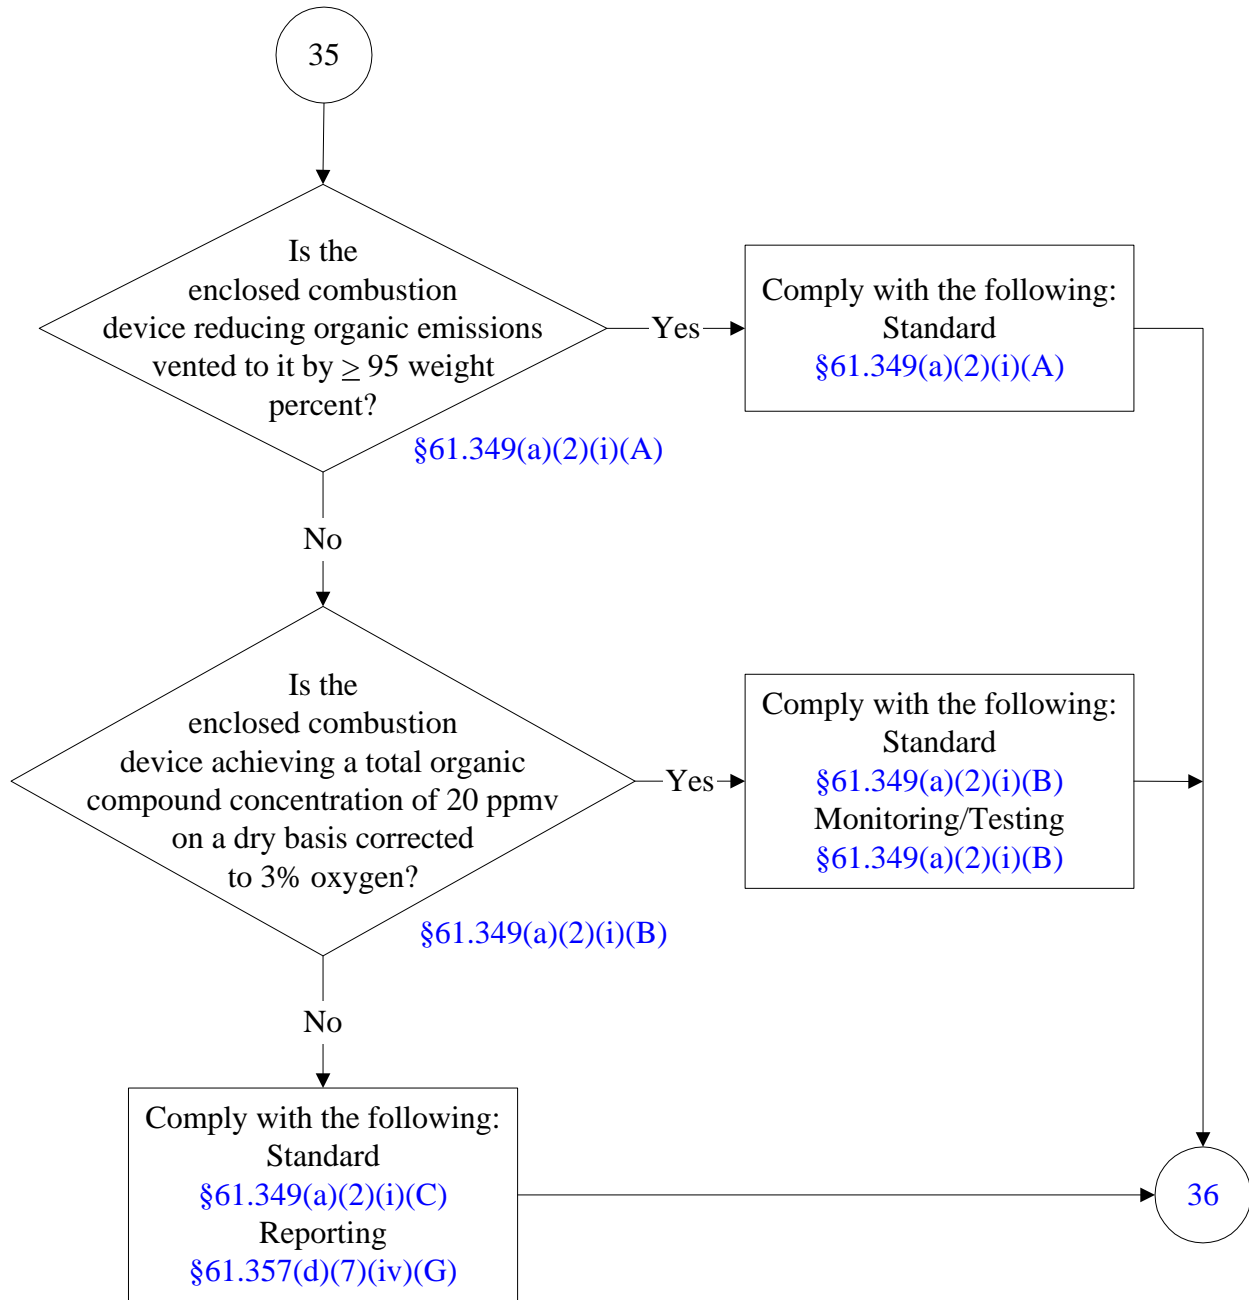 35
Is the
enclosed combustion
device reducing organic emissions
vented to it by ≥ 95 weight
percent?
§61.349(a)(2)(i)(A)
Yes
Comply with the following:
Standard
§61.349(a)(2)(i)(A)
No
Is the
enclosed combustion
device achieving a total organic
compound concentration of 20 ppmv
on a dry basis corrected
to 3% oxygen?
§61.349(a)(2)(i)(B)
Yes
Comply with the following:
Standard
§61.349(a)(2)(i)(B)
Monitoring/Testing
§61.349(a)(2)(i)(B)
No
Comply with the following:
Standard
§61.349(a)(2)(i)(C)
Reporting
§61.357(d)(7)(iv)(G)
36